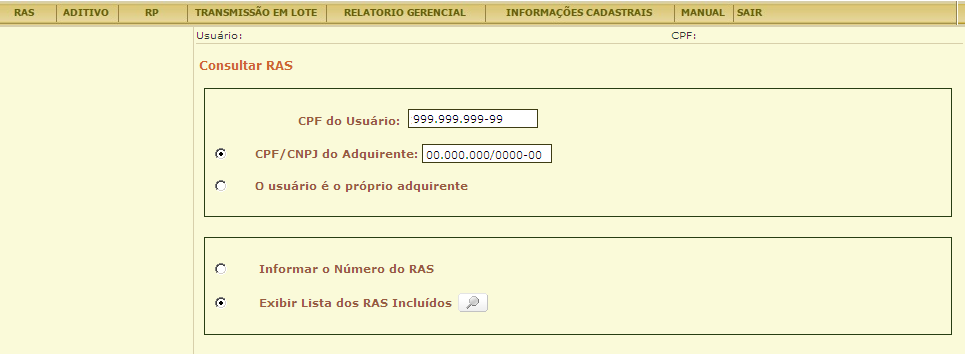 RAS ADITIVO RP TRANSMISSÃO EM LOTE RELATORIO GERENCIAL INFORMAÇÕES CADASTRAIS MANUAL SAIR
Usuário: CPF:
Consultar RAS
CPF do Usuário: 999.999.999-99
CPF/CNPJ do Adquirente: 00.000.000/0000-00
O usuário é o próprio adquirente
Informar o Número do RAS
Exibir Lista dos RAS Incluídos